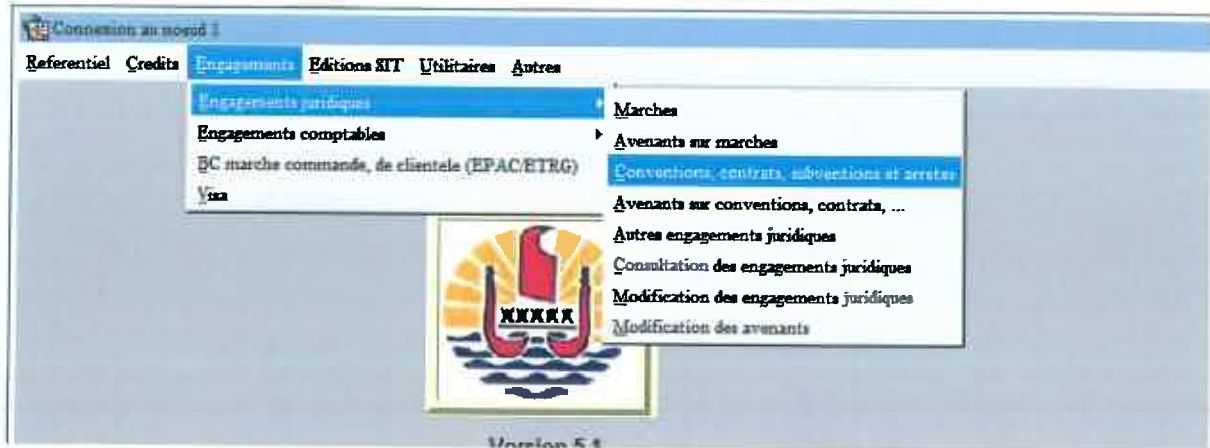 Connexion au noeud 1
Referentiel Credits Engagements Editions SIT Utilitaires Autres
Engagements juridiques
Engagements comptables
BC marche commande, de clientele (EPAC/ETRG)
Visa
Marches
Avenants sur marches
Conventions, contrats, subventions et arretes
Avenants sur conventions, contrats, ...
Autres engagements juridiques
Consultation des engagements juridiques
Modification des engagements juridiques
Modification des avenants
Version 5.1